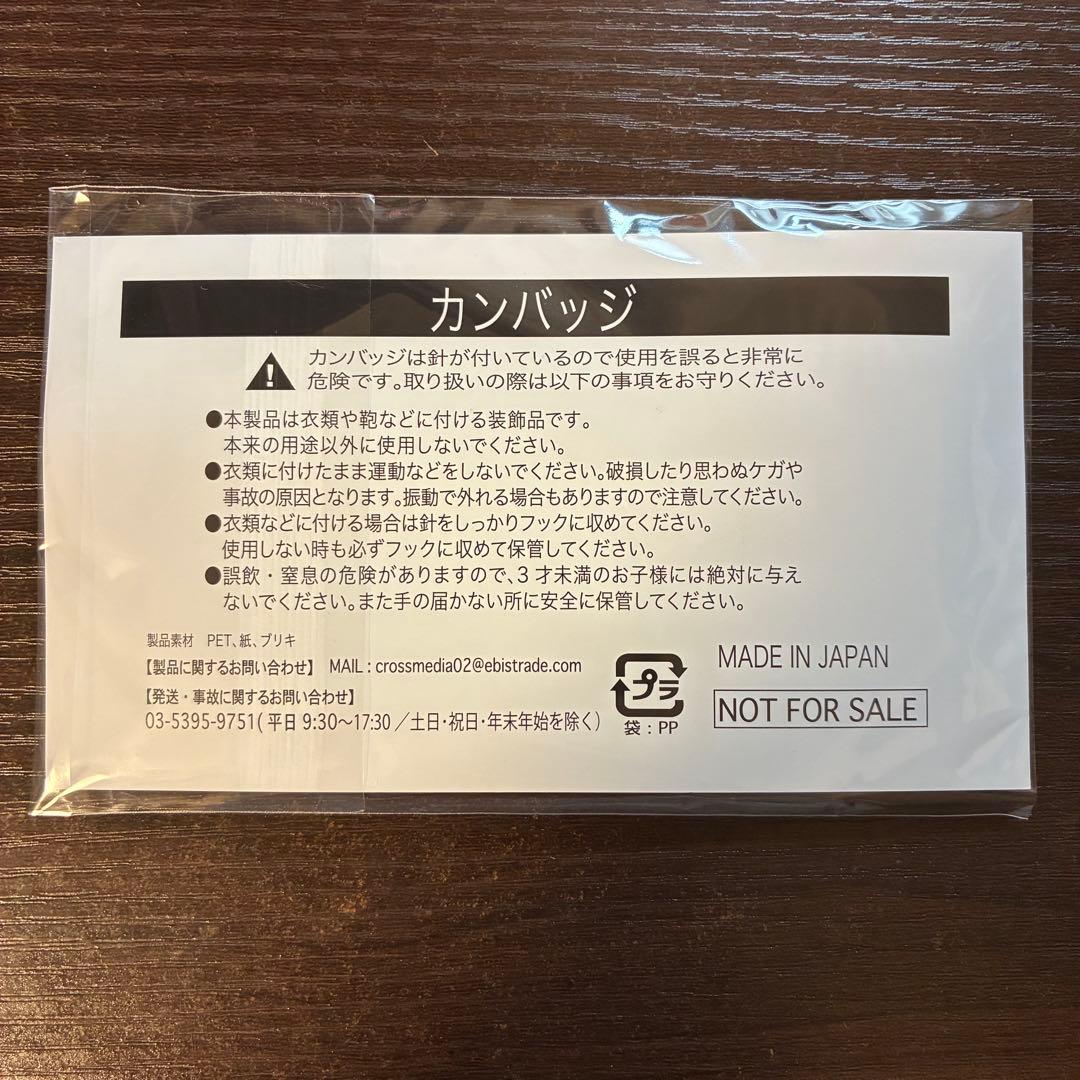 カンバッジ
カンバッジは針が付いているので使用を誤ると非常に
危険です。取り扱いの際は以下の事項をお守りください。
●本製品は衣類や鞄などに付ける装飾品です。
本来の用途以外に使用しないでください。
●衣類に付けたまま運動などをしないでください。破損したり思わぬケガや
事故の原因となります。振動で外れる場合もありますので注意してください。
●衣類などに付ける場合は針をしっかりフックに収めてください。
使用しない時も必ずフックに収めて保管してください。
●誤飲・窒息の危険がありますので、3才未満のお子様には絶対に与え
ないでください。また手の届かない所に安全に保管してください。
製品素材 PET、紙、ブリキ
【製品に関するお問い合わせ】 MAIL : crossmedia02@ebistrade.com
【発送・事故に関するお問い合わせ】
03-5395-9751( 平日 9:30〜17:30 ／土日・祝日・年末年始を除く)
プラ
袋 : PP
MADE IN JAPAN
NOT FOR SALE